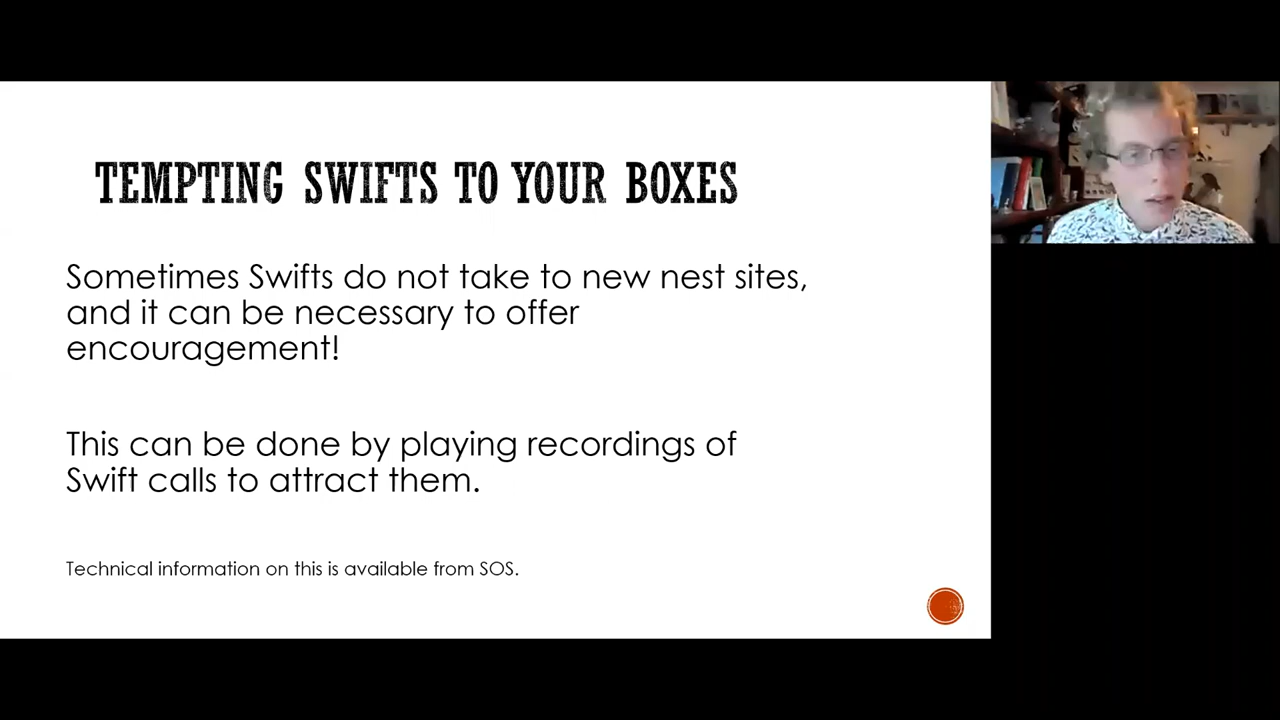 TEMPTING SWIFTS TO YOUR BOXES
Sometimes Swifts do not take to new nest sites,
and it can be necessary to offer
encouragement!
This can be done by playing recordings of
Swift calls to attract them.
Technical information on this is available from SOS.